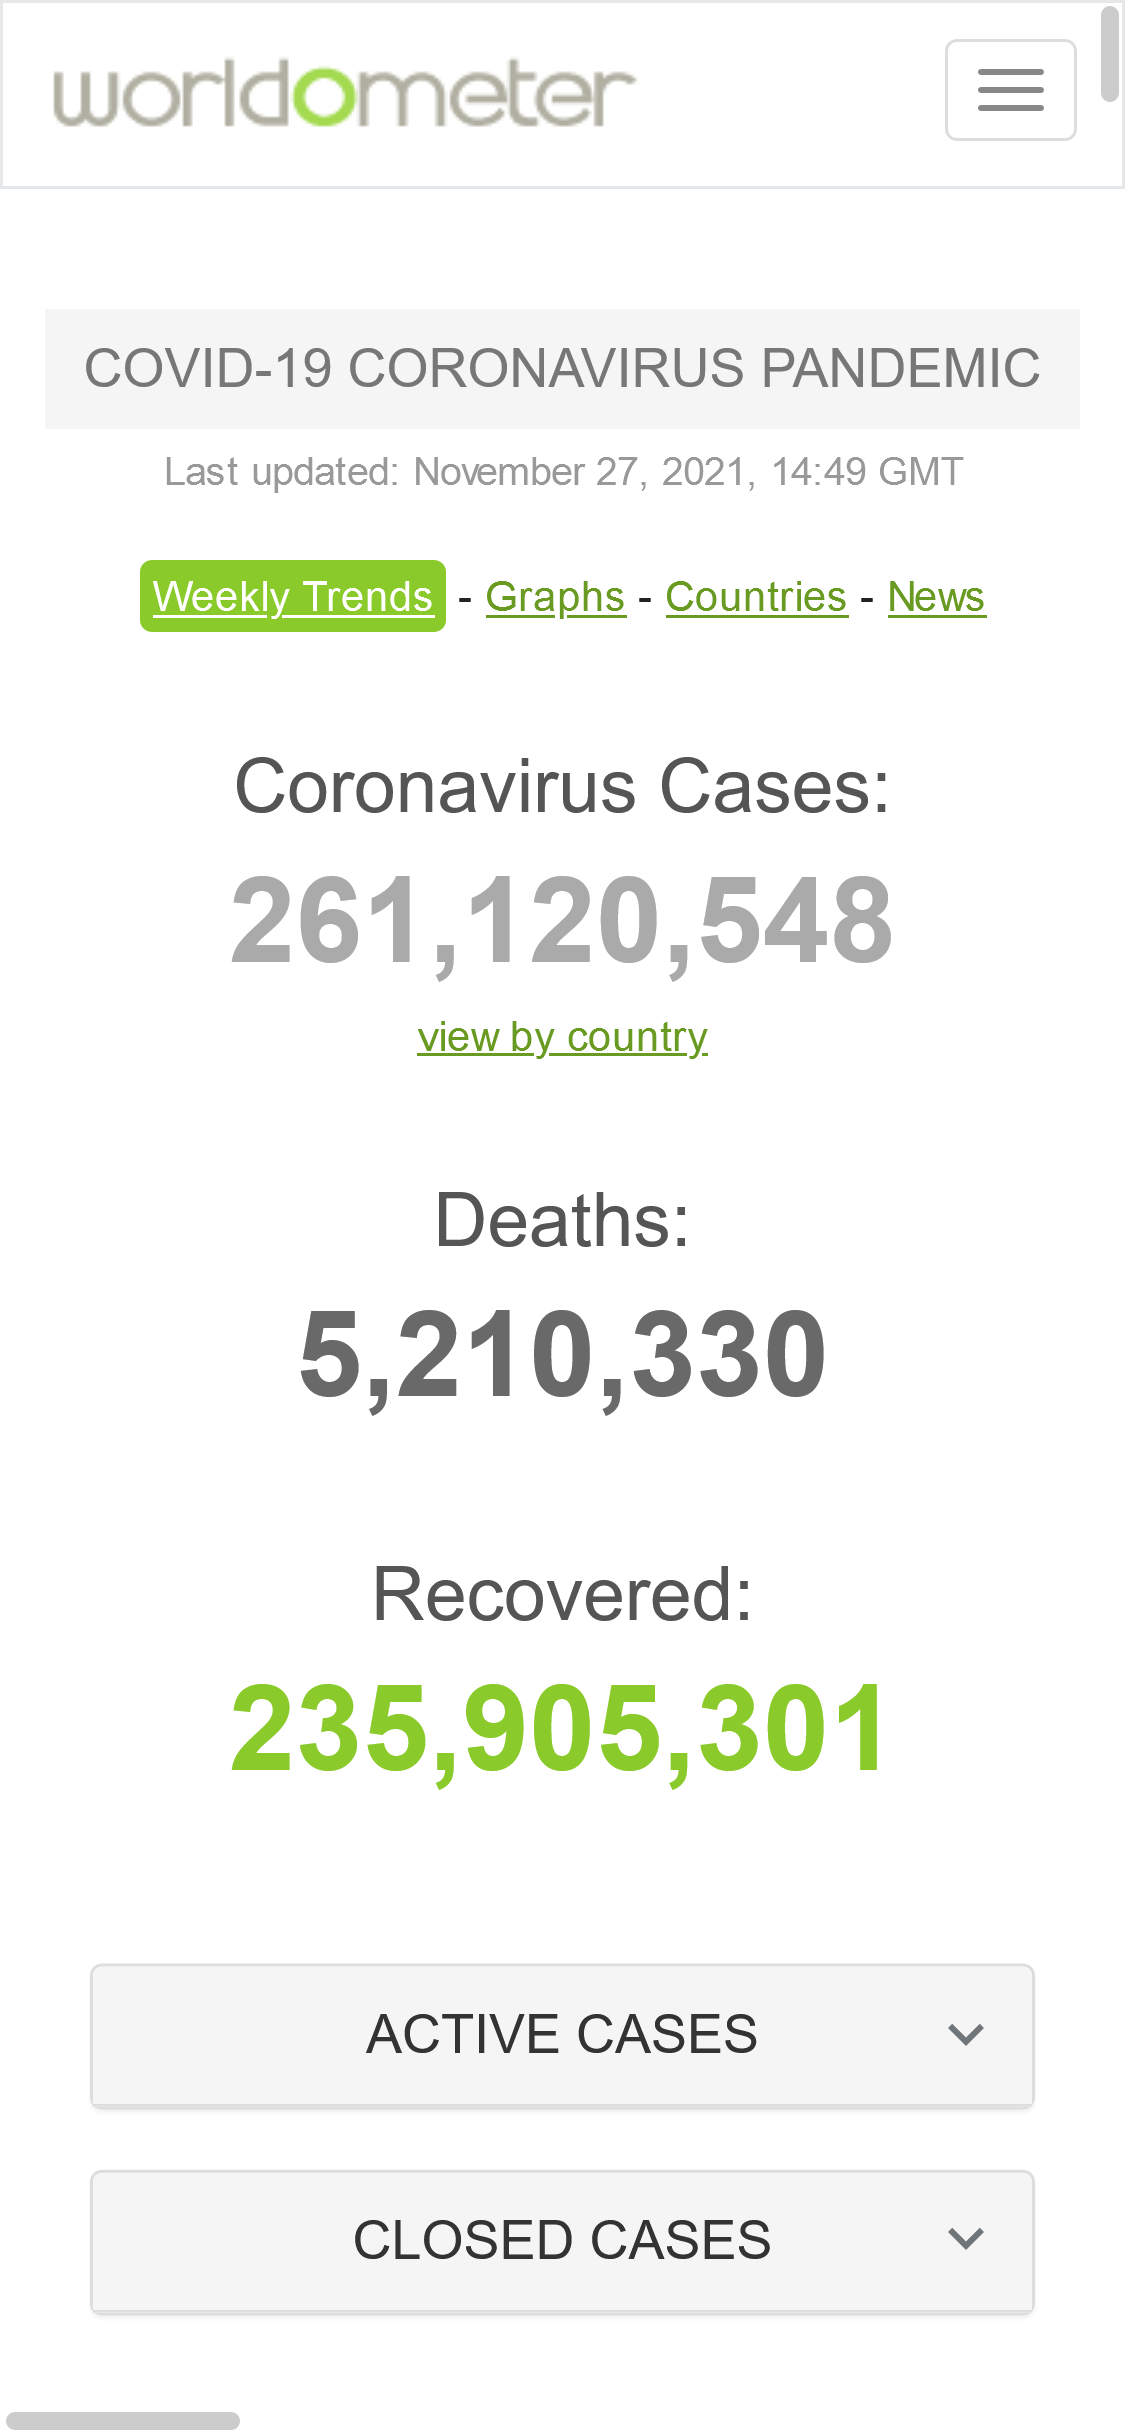 worldometer
COVID-19 CORONAVIRUS PANDEMIC
Last updated: November 27, 2021, 14:49 GMT
Weekly Trends - Graphs - Countries - News
Coronavirus Cases:
261,120,548
view by country
Deaths:
5,210,330
Recovered:
235,905,301
ACTIVE CASES
CLOSED CASES